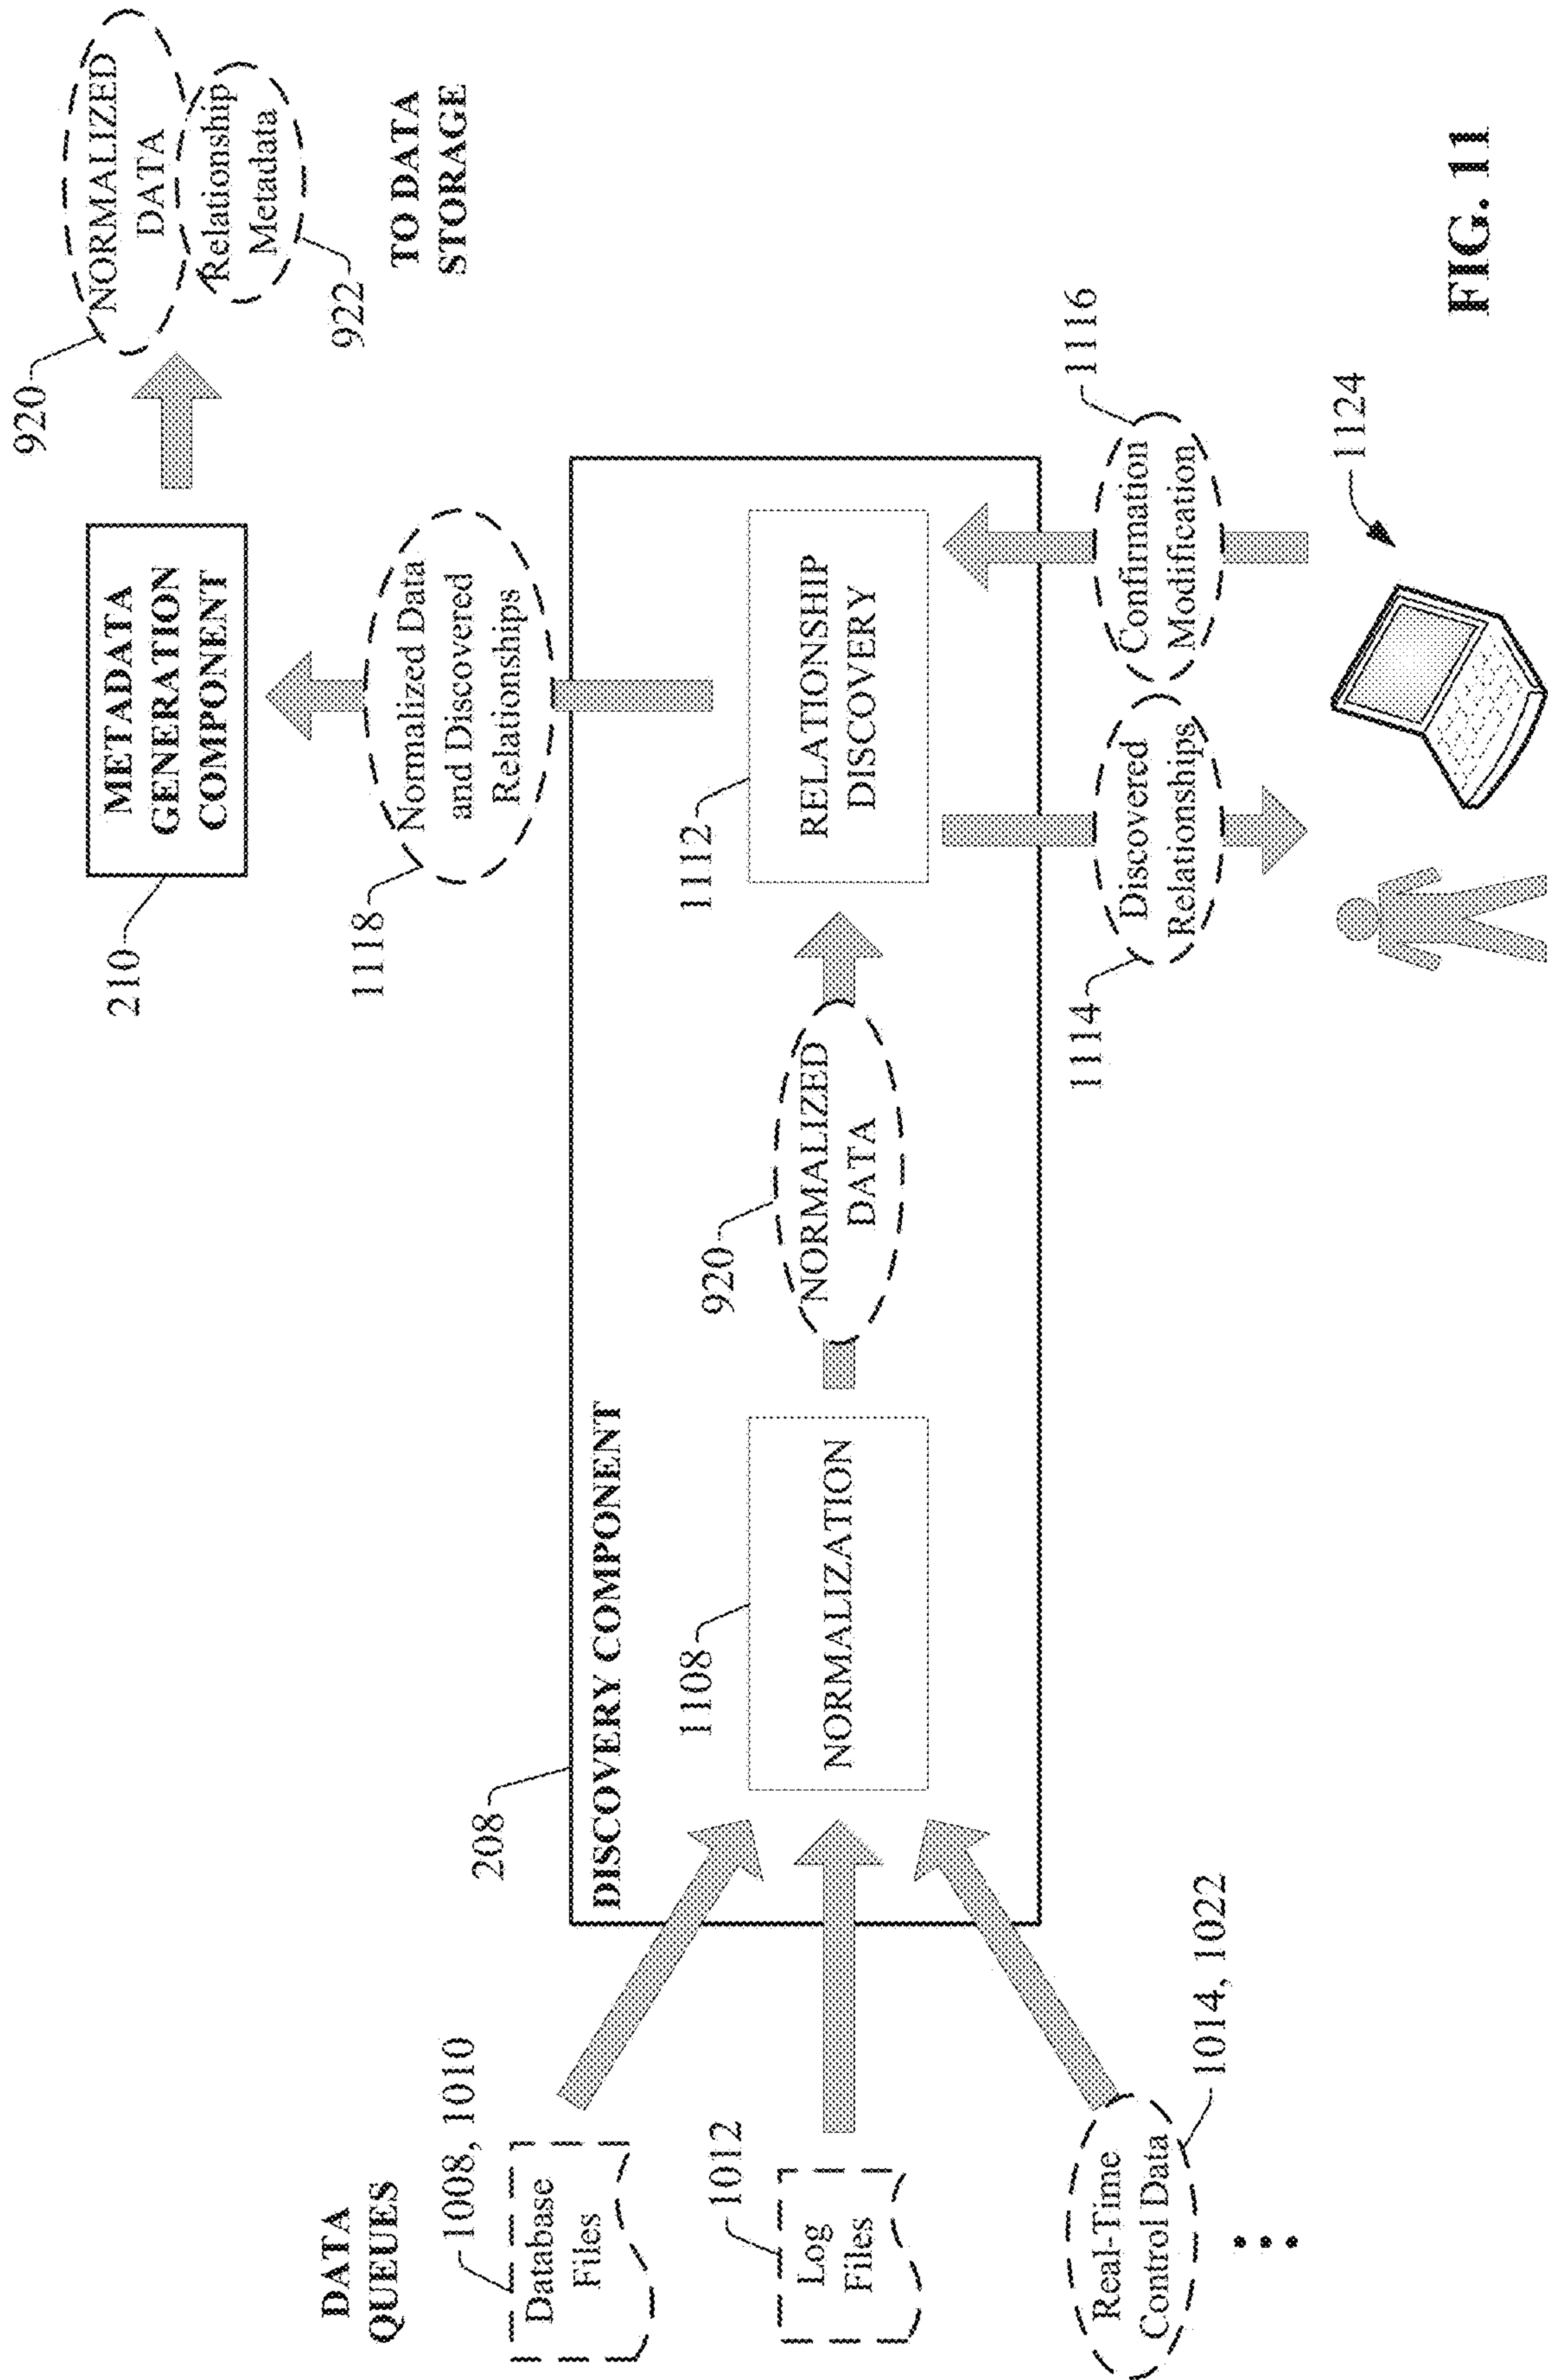 DATA
QUEUES
1008, 1010
Database
Files
1012
Log
Files
Real-Time
Control Data
1014, 1022
208
DISCOVERY COMPONENT
1108
NORMALIZATION
920
NORMALIZED
DATA
1112
RELATIONSHIP
DISCOVERY
1114
Discovered
Relationships
1116
Confirmation
Modification
1124
1118
Normalized Data
and Discovered
Relationships
210
METADATA
GENERATION
COMPONENT
920
NORMALIZED
DATA
Relationship
Metadata
922
TO DATA
STORAGE
FIG. 11